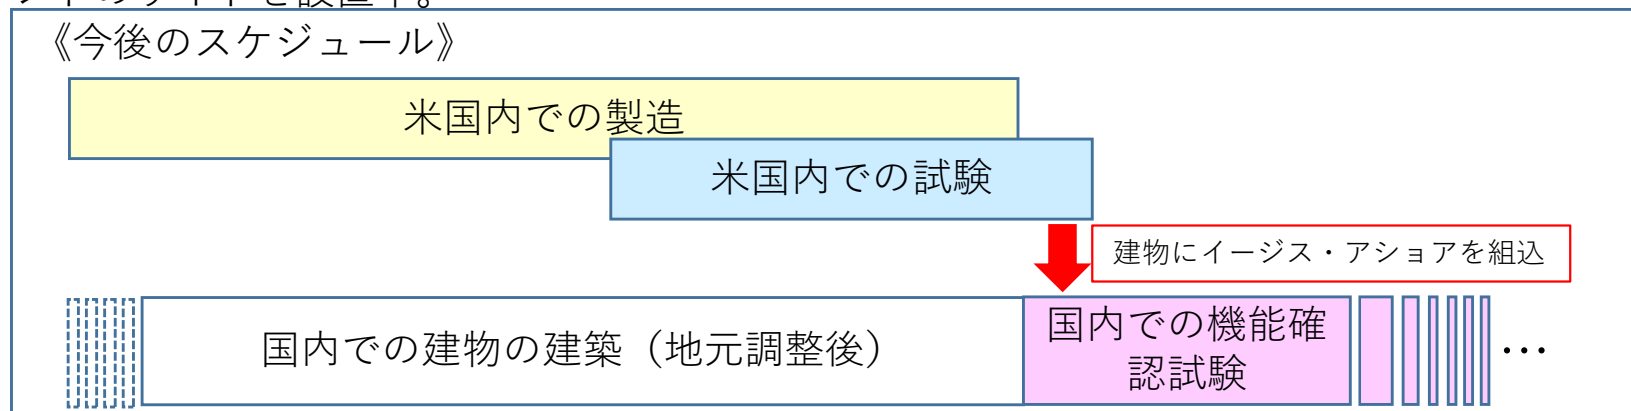 《今後のスケジュール》
米国内での製造
米国内での試験
建物にイージス・アショアを組込
国内での建物の建築（地元調整後）
国内での機能確
認試験
…